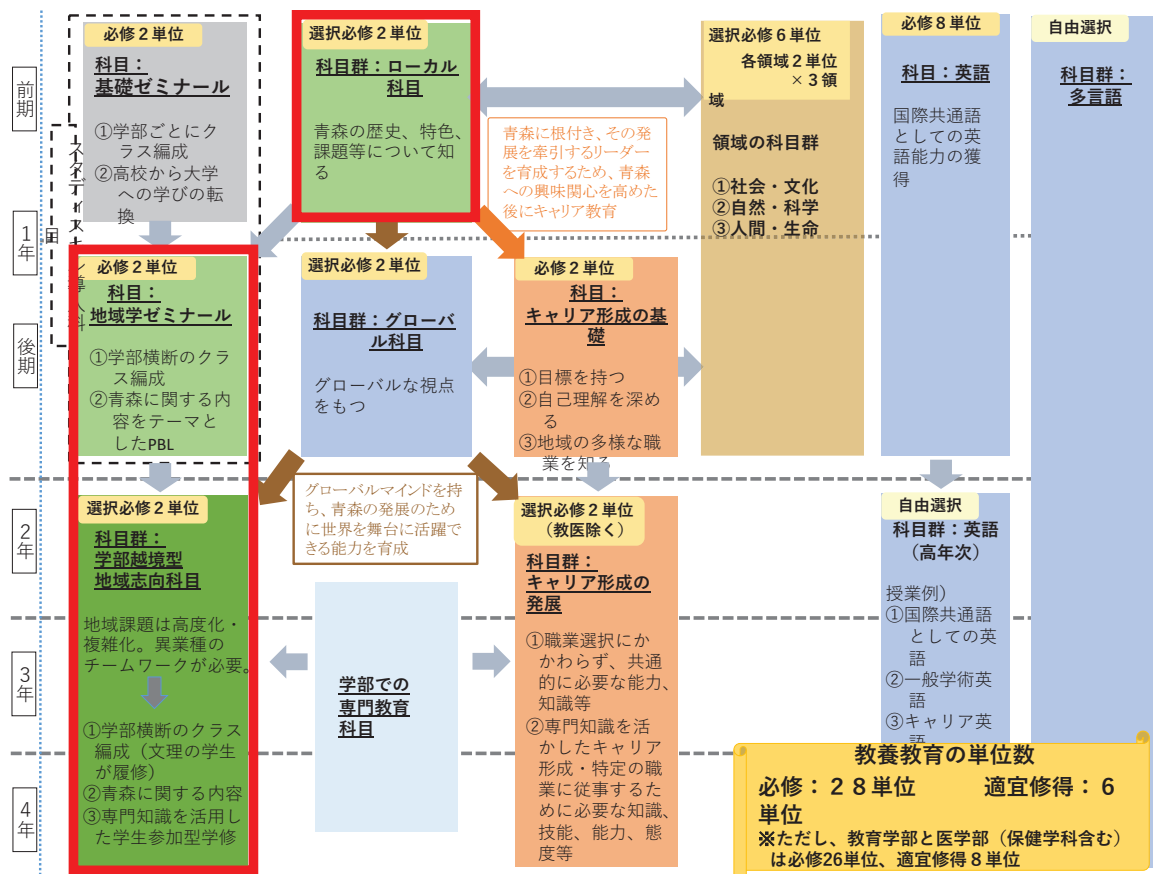 前期
1年
後期
2年
3年
4年
必修２単位
科目：
基礎ゼミナール
①学部ごとにク
ラス編成
②高校から大学
への学びの転
換
必修２単位
科目：
地域学ゼミナール
①学部横断のクラ
ス編成
②青森に関する内
容をテーマと
したPBL
選択必修２単位
科目群：
学部越境型
地域志向科目
地域課題は高度化・
複雑化。異業種の
チームワークが必要。
①学部横断のクラス
編成（文理の学生
が履修）
②青森に関する内容
③専門知識を活用し
た学生参加型学修
選択必修２単位
科目群：ローカル
科目
青森の歴史、特色、
課題等について知
る
選択必修２単位
科目群：グローバ
ル科目
グローバルな視点
をもつ
グローバルマインドを持
ち、青森の発展のため
に世界を舞台に活躍で
きる能力を育成
学部での
専門教育
科目
青森に根付き、その発
展を牽引するリーダー
を育成するため、青森
への興味関心を高めた
後にキャリア教育
必修２単位
科目：
キャリア形成の基
礎
①目標を持つ
②自己理解を深め
る
③地域の多様な職
業を知る
選択必修２単位
（教医除く）
科目群：
キャリア形成の
発展
①職業選択にか
かわらず、共通
的に必要な能力、
知識等
②専門知識を活
かしたキャリア
形成・特定の職
業に従事するた
めに必要な知識、
技能、能力、態
度等
選択必修６単位
各領域２単位
×３領
域
領域の科目群
①社会・文化
②自然・科学
③人間・生命
必修８単位
科目：英語
国際共通語
としての英
語能力の獲
得
自由選択
科目群：英語
（高年次）
授業例）
①国際共通語
としての英
語
②一般学術英
語
③キャリア英
自由選択
科目群：
多言語
教養教育の単位数
必修：２８単位　　適宜修得：６
単位
※ただし、教育学部と医学部（保健学科含む）
は必修26単位、適宜修得８単位